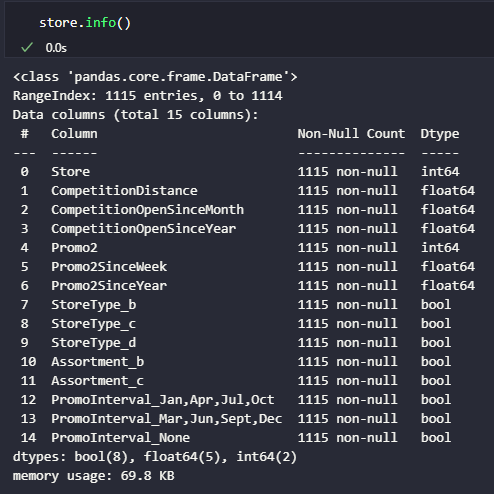 store.info()
0.0s
<class 'pandas.core.frame.DataFrame'>
RangeIndex: 1115 entries, 0 to 1114
Data columns (total 15 columns):
 #   Column                        Non-Null Count  Dtype
---  ------                        --------------  -----
 0   Store                         1115 non-null   int64
 1   CompetitionDistance           1115 non-null   float64
 2   CompetitionOpenSinceMonth     1115 non-null   float64
 3   CompetitionOpenSinceYear      1115 non-null   float64
 4   Promo2                        1115 non-null   int64
 5   Promo2SinceWeek               1115 non-null   float64
 6   Promo2SinceYear               1115 non-null   float64
 7   StoreType_b                   1115 non-null   bool
 8   StoreType_c                   1115 non-null   bool
 9   StoreType_d                   1115 non-null   bool
 10  Assortment_b                  1115 non-null   bool
 11  Assortment_c                  1115 non-null   bool
 12  PromoInterval_Jan,Apr,Jul,Oct   1115 non-null   bool
 13  PromoInterval_Mar,Jun,Sept,Dec  1115 non-null   bool
 14  PromoInterval_None            1115 non-null   bool
dtypes: bool(8), float64(5), int64(2)
memory usage: 69.8 KB